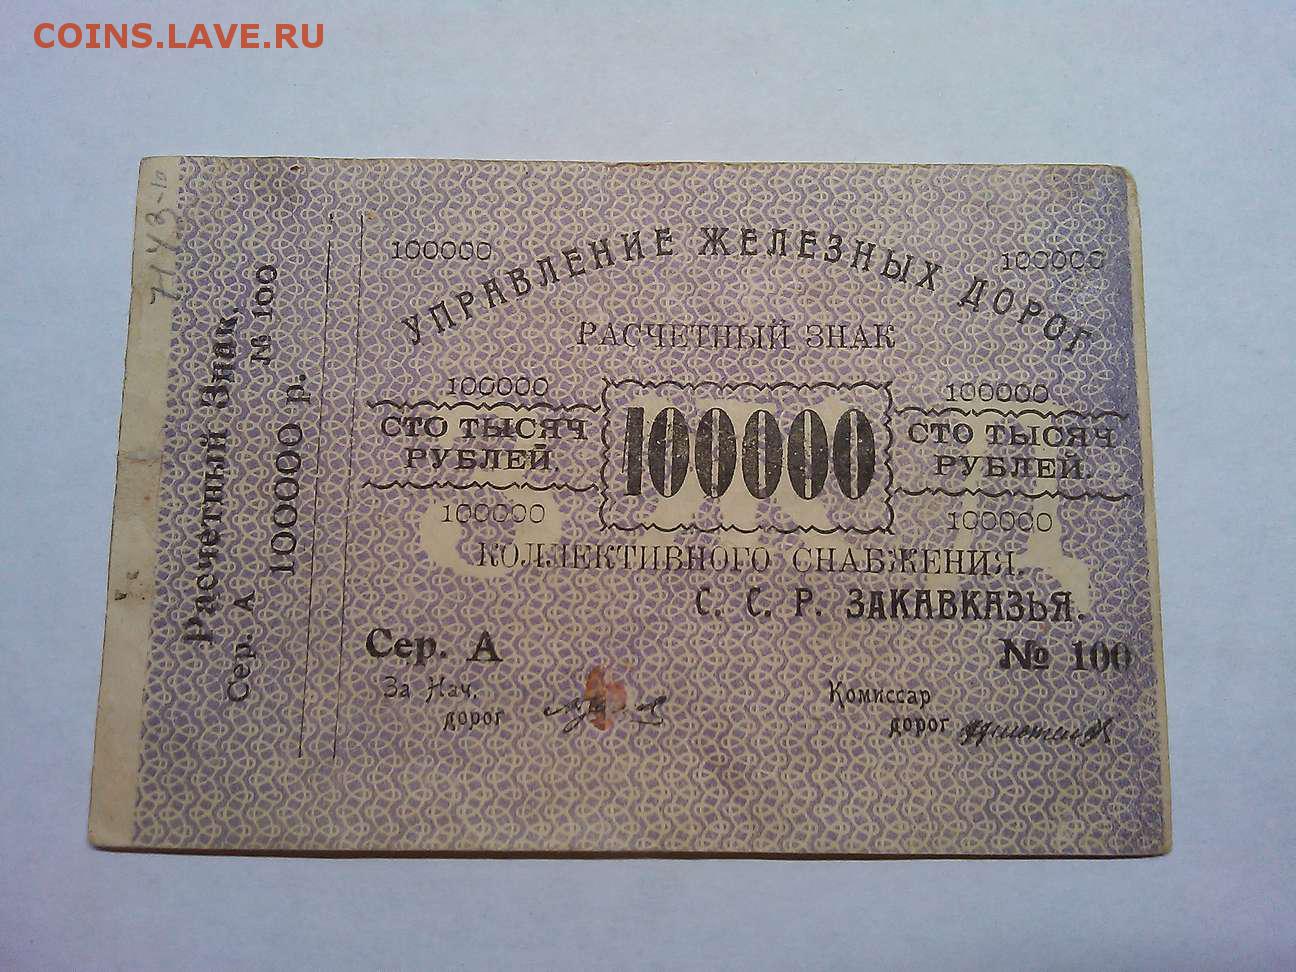 COINS.LAVE.RU
7143-10
Расчетный Знак,
Сер. А № 100
100000 р.
100000 100000
УПРАВЛЕНИЕ ЖЕЛЕЗНЫХ ДОРОГ
РАСЧЕТНЫЙ ЗНАК
100000 100000
СТО ТЫСЯЧ 100000 СТО ТЫСЯЧ
РУБЛЕЙ. РУБЛЕЙ.
100000 100000
КОЛЛЕКТИВНОГО СНАБЖЕНИЯ.
С. С. Р. ЗАКАВКАЗЬЯ.
Сер. А № 100
За Нач. Комиссар
дорог дорог